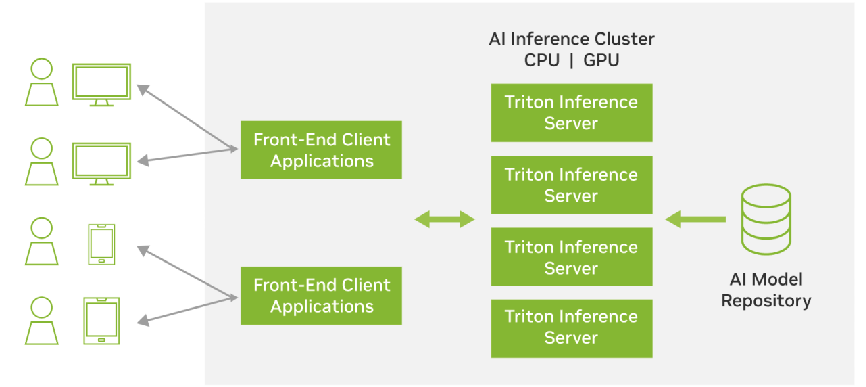 AI Inference Cluster
CPU | GPU
Triton Inference
Server
Front-End Client
Applications
Triton Inference
Server
Triton Inference
Server
Front-End Client
Applications
Triton Inference
Server
AI Model
Repository